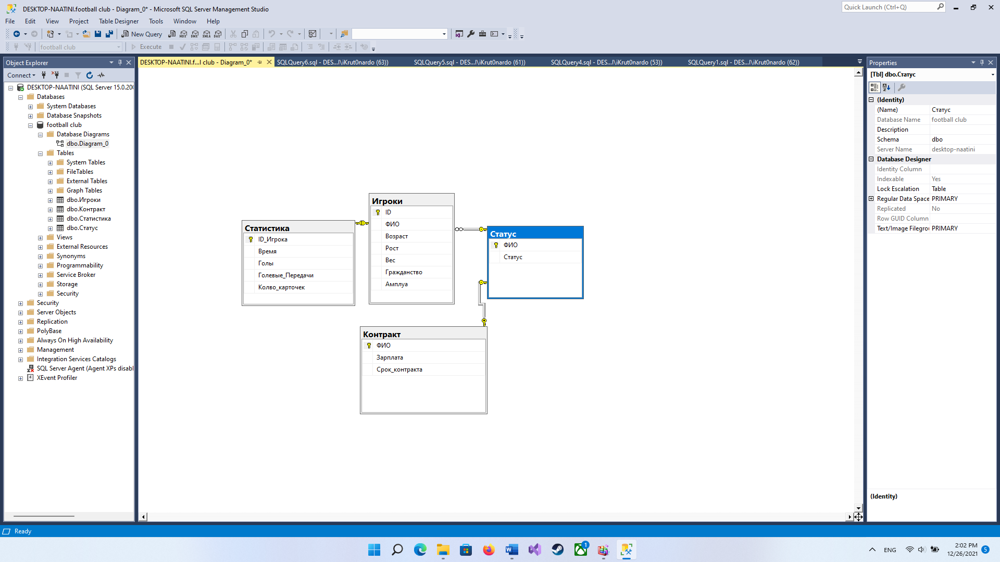 DESKTOP-NAATINI.football club - Diagram_0* - Microsoft SQL Server Management Studio
Quick Launch (Ctrl+Q)
File Edit View Project Table Designer Tools Window Help
New Query
football club
Execute
Object Explorer
DESKTOP-NAATINI.f...l club - Diagram_0*
SQLQuery6.sql - DES...l\iKrut0nardo (63))
SQLQuery5.sql - DES...l\iKrut0nardo (61))
SQLQuery4.sql - DES...l\iKrut0nardo (53))
SQLQuery1.sql - DES...l\iKrut0nardo (62))
Connect
DESKTOP-NAATINI (SQL Server 15.0.200
Databases
System Databases
Database Snapshots
football club
Database Diagrams
dbo.Diagram_0
Tables
System Tables
FileTables
External Tables
Graph Tables
dbo.Игроки
dbo.Контракт
dbo.Статистика
dbo.Статус
Views
External Resources
Synonyms
Programmability
Service Broker
Storage
Security
Security
Server Objects
Replication
PolyBase
Always On High Availability
Management
Integration Services Catalogs
SQL Server Agent (Agent XPs disabl
XEvent Profiler
Статистика
ID_Игрока
Время
Голы
Голевые_Передачи
Колво_карточек
Игроки
ID
ФИО
Возраст
Рост
Вес
Гражданство
Амплуа
Статус
ФИО
Статус
Контракт
ФИО
Зарплата
Срок_контракта
Properties
[Tbl] dbo.Статус
(Identity)
(Name) Статус
Database Name football club
Description
Schema dbo
Server Name desktop-naatini
Database Designer
Identity Column
Indexable Yes
Lock Escalation Table
Regular Data Space PRIMARY
Replicated No
Row GUID Column
Text/Image Filegrou PRIMARY
(Identity)
Ready
1
ENG
2:02 PM
12/26/2021
5